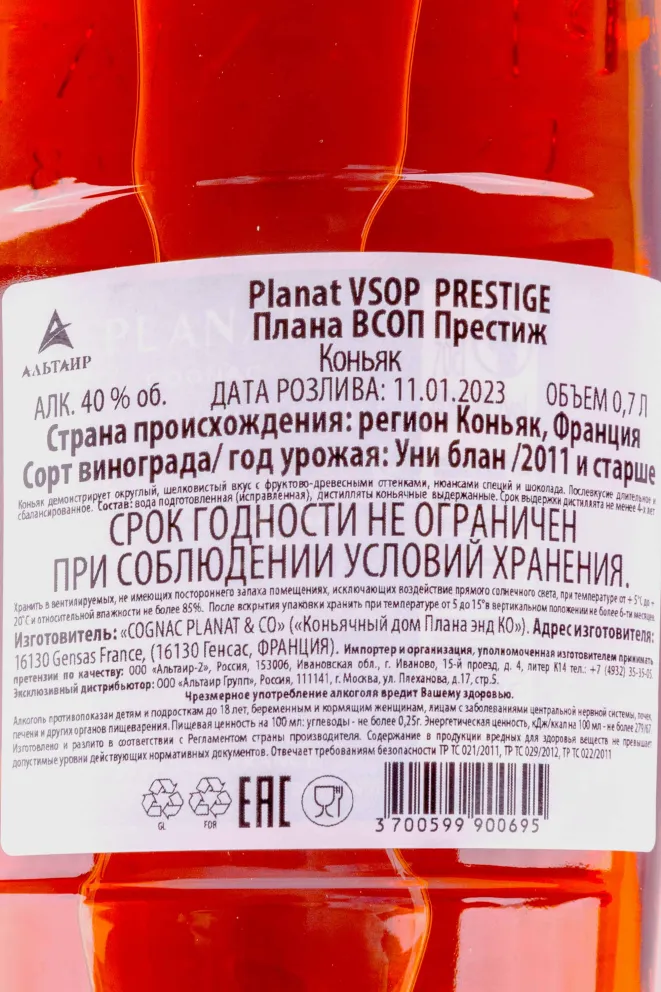 Planat VSOP PRESTIGE
Плана ВСОП Престиж
АЛЬТАИР
Коньяк
АЛК. 40 % об. ДАТА РОЗЛИВА: 11.01.2023 ОБЪЕМ 0,7 Л
Страна происхождения: регион Коньяк, Франция
Сорт винограда/ год урожая: Уни блан /2011 и старше
Коньяк демонстрирует округлый, шелковистый вкус с фруктово-древесными оттенками, нюансами специй и шоколада. Послевкусие длительное и
сбалансированное. Состав: вода подготовленная (исправленная), дистилляты коньячные выдержанные. Срок выдержки дистиллята не менее 4-х лет
СРОК ГОДНОСТИ НЕ ОГРАНИЧЕН
ПРИ СОБЛЮДЕНИИ УСЛОВИЙ ХРАНЕНИЯ.
Хранить в вентилируемых, не имеющих постороннего запаха помещениях, исключающих воздействие прямого солнечного света, при температуре от + 5°С до +
20°С и относительной влажности не более 85%. После вскрытия упаковки хранить при температуре от 5 до 15°в вертикальном положении не более 6-ти месяцев.
Изготовитель: «COGNAC PLANAT & CO» («Коньячный дом Плана энд КО»). Адрес изготовителя:
16130 Gensas France, (16130 Генсас, ФРАНЦИЯ). Импортер и организация, уполномоченная изготовителем принимать
претензии по качеству: ООО «Альтаир-2», Россия, 153006, Ивановская обл., г. Иваново, 15-й проезд, д. 4, литер К14 тел.: +7 (4932) 35-35-05
Эксклюзивный дистрибьютор: ООО «Альтаир Групп», Россия, 111141, г. Москва, ул. Плеханова, д.17, стр.5.
Чрезмерное употребление алкоголя вредит Вашему здоровью.
Алкоголь противопоказан детям и подросткам до 18 лет, беременным и кормящим женщинам, лицам с заболеваниями центральной нервной системы, почек,
печени и других органов пищеварения. Пищевая ценность на 100 мл: углеводы - не более 0,25г. Энергетическая ценность, кДж/ккал на 100 мл - не более 279/67.
Изготовлено и разлито в соответствии с Регламентом страны производителя. Содержание в продукции вредных для здоровья веществ не превышает
допустимые уровни действующих нормативных документов. Отвечает требованиям безопасности ТР ТС 021/2011, ТР ТС 029/2012, ТР ТС 022/2011
GL FOR ЕАС
3 700599 900695